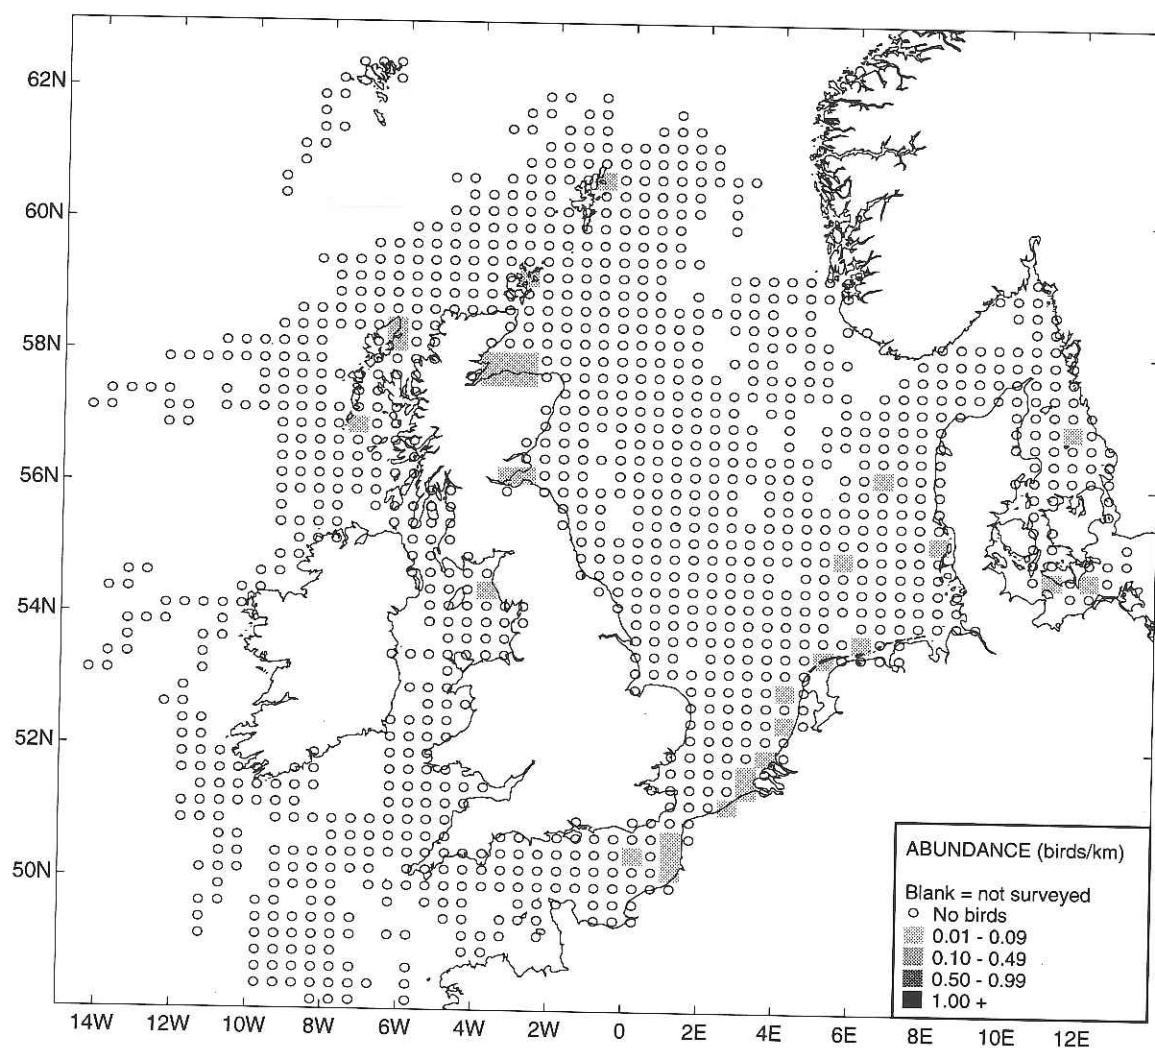 62N
60N
58N
56N
54N
52N
50N
14W 12W 10W 8W 6W 4W 2W 0 2E 4E 6E 8E 10E 12E
ABUNDANCE (birds/km)
Blank = not surveyed
No birds
0.01 - 0.09
0.10 - 0.49
0.50 - 0.99
1.00 +